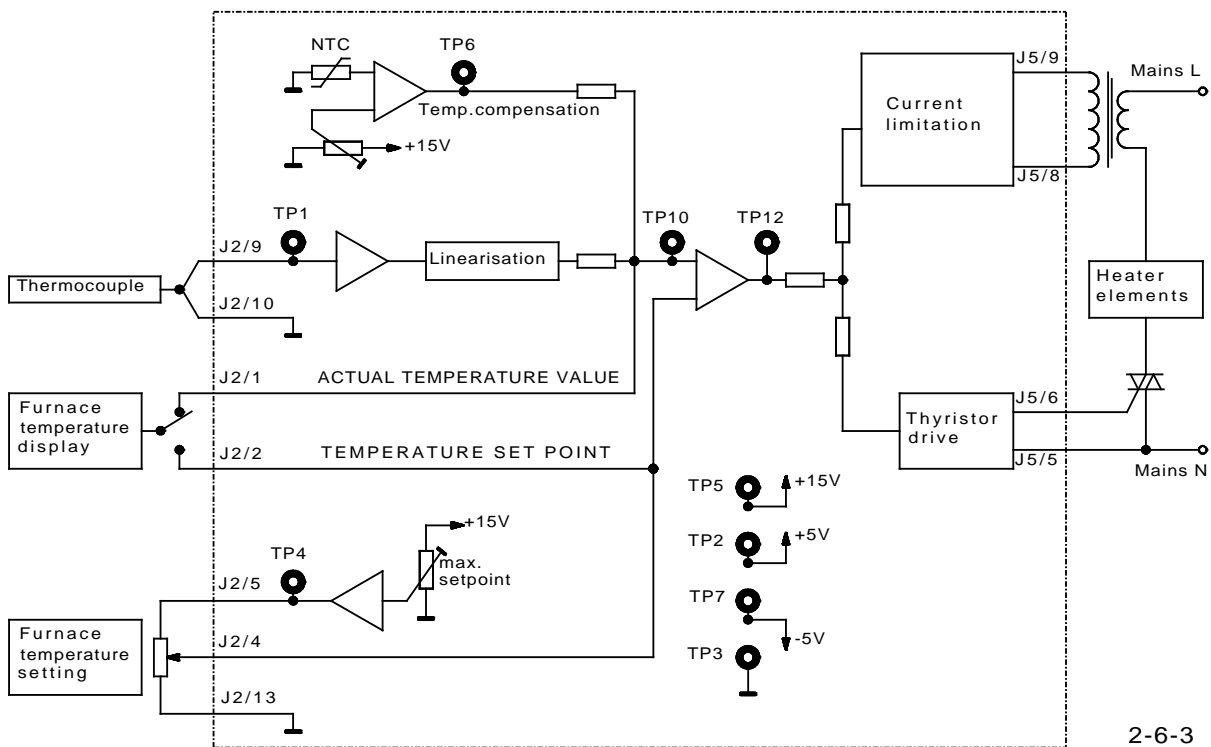 NTC
TP6
Temp.compensation
+15V
J5/9
Mains L
Current
limitation
J5/8
TP1
TP10
TP12
J2/9
Thermocouple
Linearisation
J2/10
Heater
elements
J2/1
ACTUAL TEMPERATURE VALUE
Furnace
temperature
display
J2/2
TEMPERATURE SET POINT
Thyristor
drive
J5/6
J5/5
Mains N
TP5
+15V
TP2
+5V
TP7
-5V
TP3
+15V
max.
setpoint
TP4
J2/5
Furnace
temperature
setting
J2/4
J2/13
2-6-3